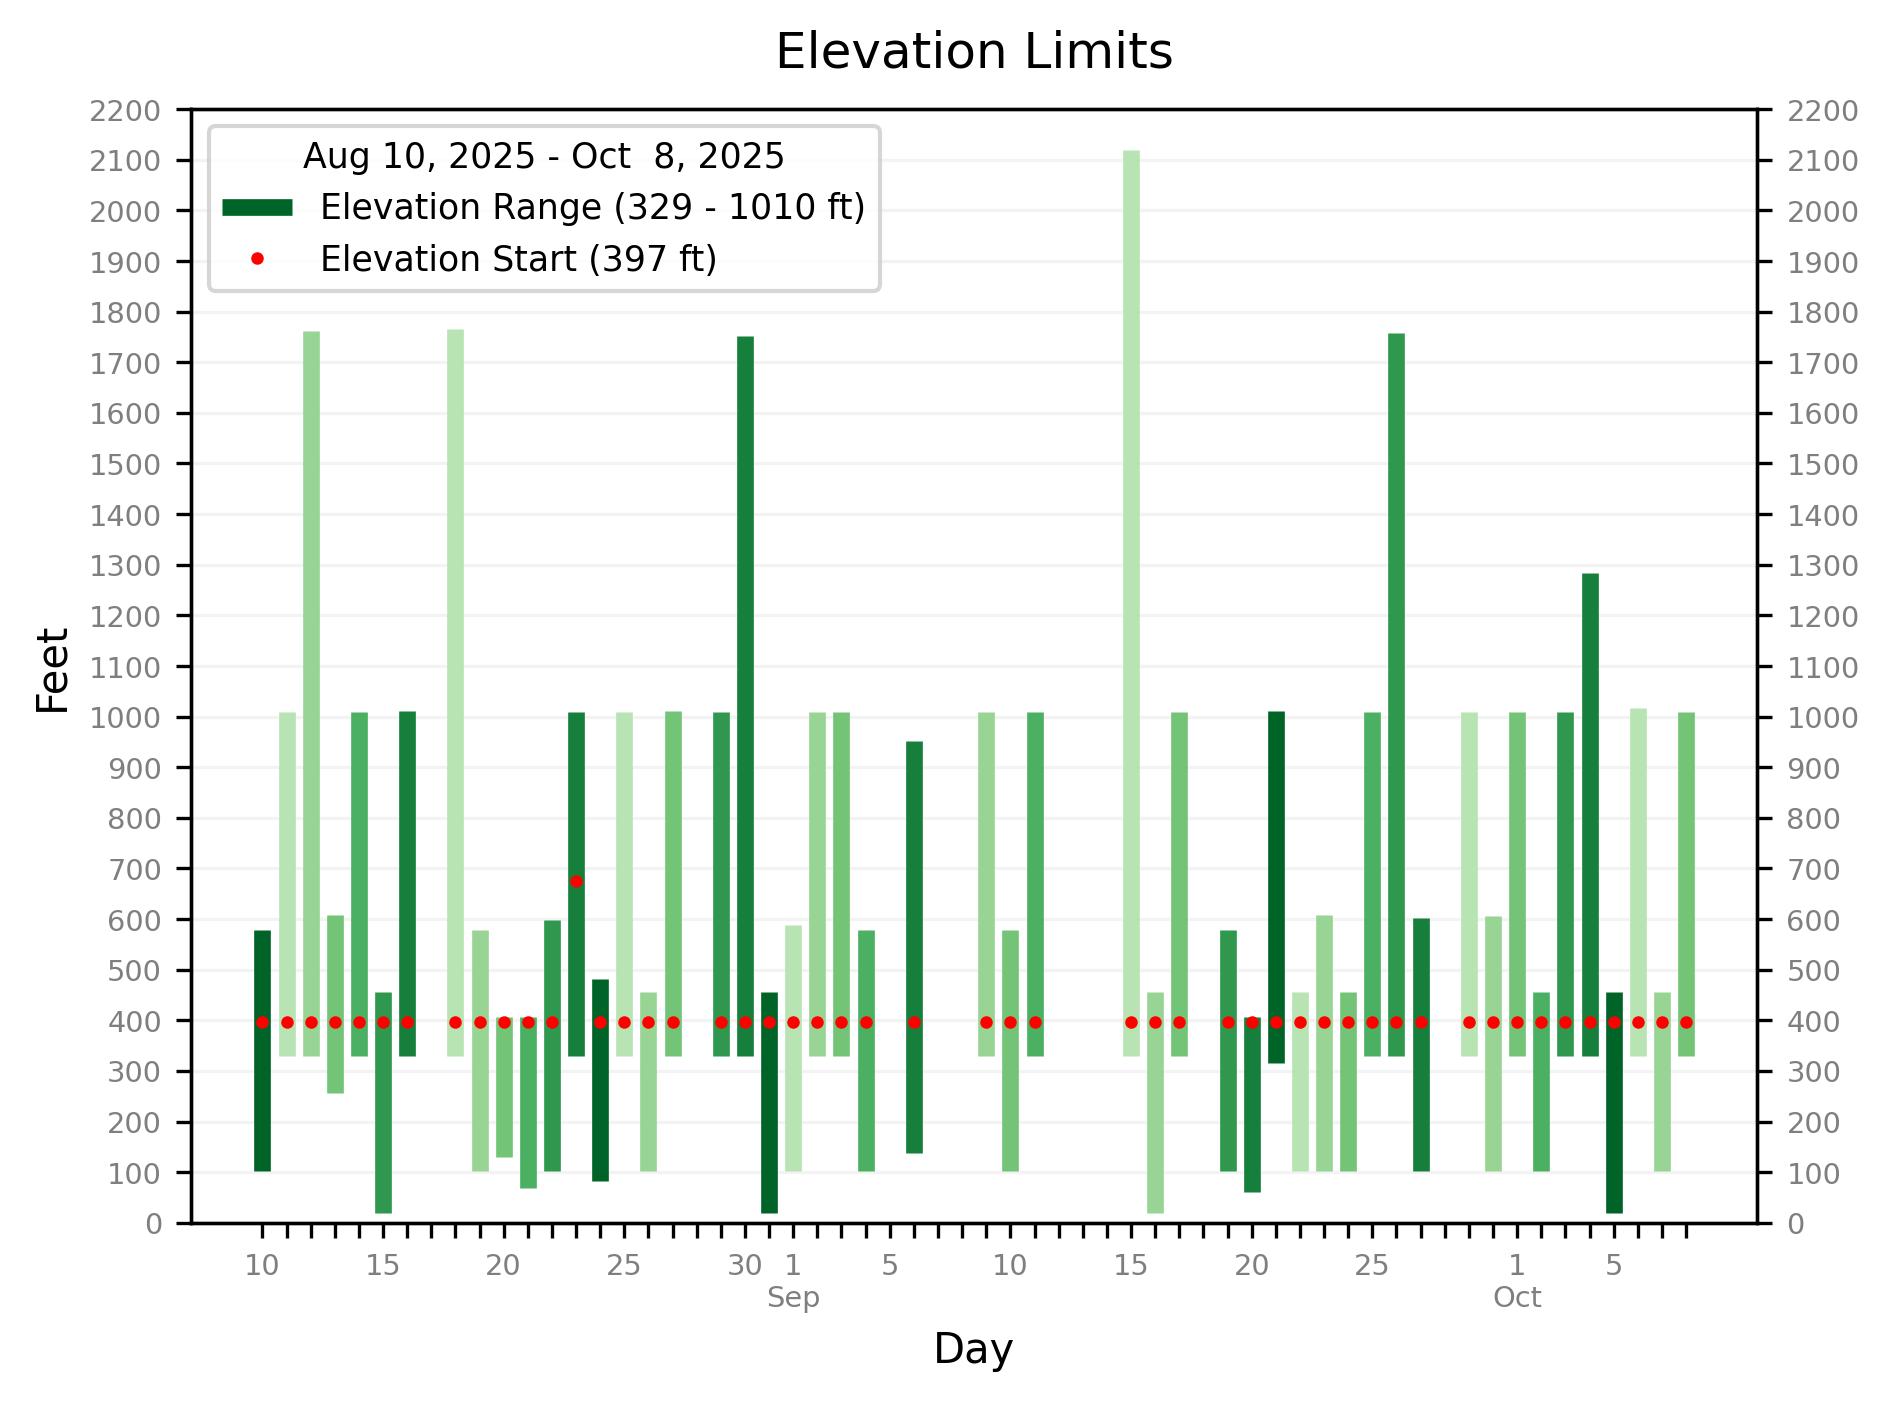 Elevation Limits
Aug 10, 2025 - Oct  8, 2025
Elevation Range (329 - 1010 ft)
Elevation Start (397 ft)
2200 2200
2100 2100
2000 2000
1900 1900
1800 1800
1700 1700
1600 1600
1500 1500
1400 1400
1300 1300
1200 1200
1100 1100
1000 1000
900 900
800 800
700 700
600 600
500 500
400 400
300 300
200 200
100 100
0 0
Feet
10 15 20 25 30 1 5 10 15 20 25 1 5
Sep Oct
Day